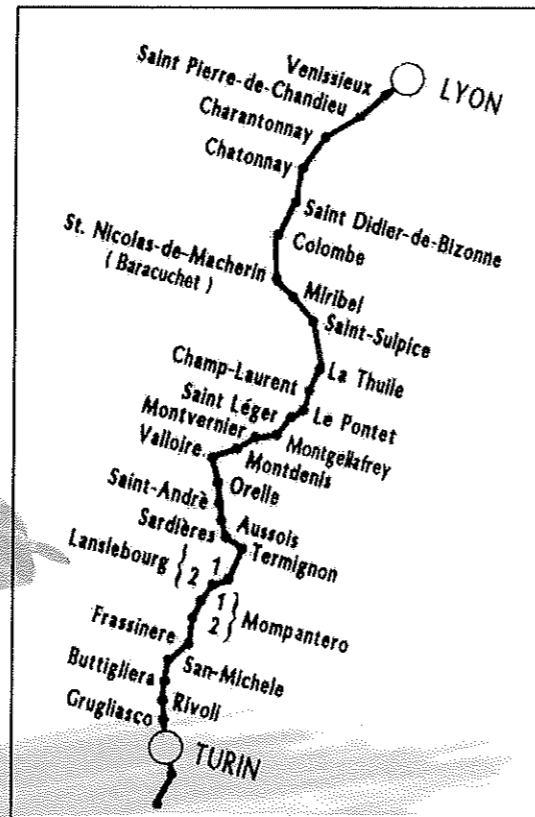 Venissieux
LYON
Saint Pierre-de-Chandieu
Charantonnay
Chatonnay
Saint Didier-de-Bizonne
Colombe
St. Nicolas-de-Macherin
( Baracuchet )
Miribel
Saint-Sulpice
La Thuile
Champ-Laurent
Le Pontet
Saint Léger
Montgellafrey
Montvernier
Montdenis
Valloire
Orelle
Saint-Andrè
Aussois
Sardières
Termignon
Lanslebourg { 1
2
1 } Mompantero
2
Frassinere
San-Michele
Buttigliera
Rivoli
Grugliasco
TURIN